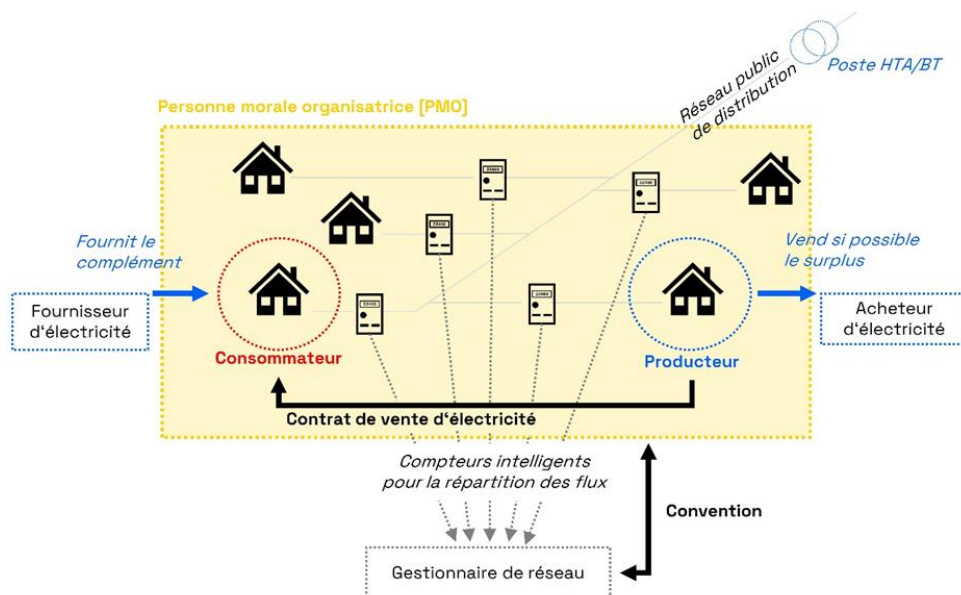 Poste HTA/BT
Réseau public
de distribution
Personne morale organisatrice [PMO]
Fournit le
complément
Vend si possible
le surplus
Fournisseur
d'électricité
Acheteur
d'électricité
Consommateur
Producteur
Contrat de vente d'électricité
Compteurs intelligents
pour la répartition des flux
Convention
Gestionnaire de réseau